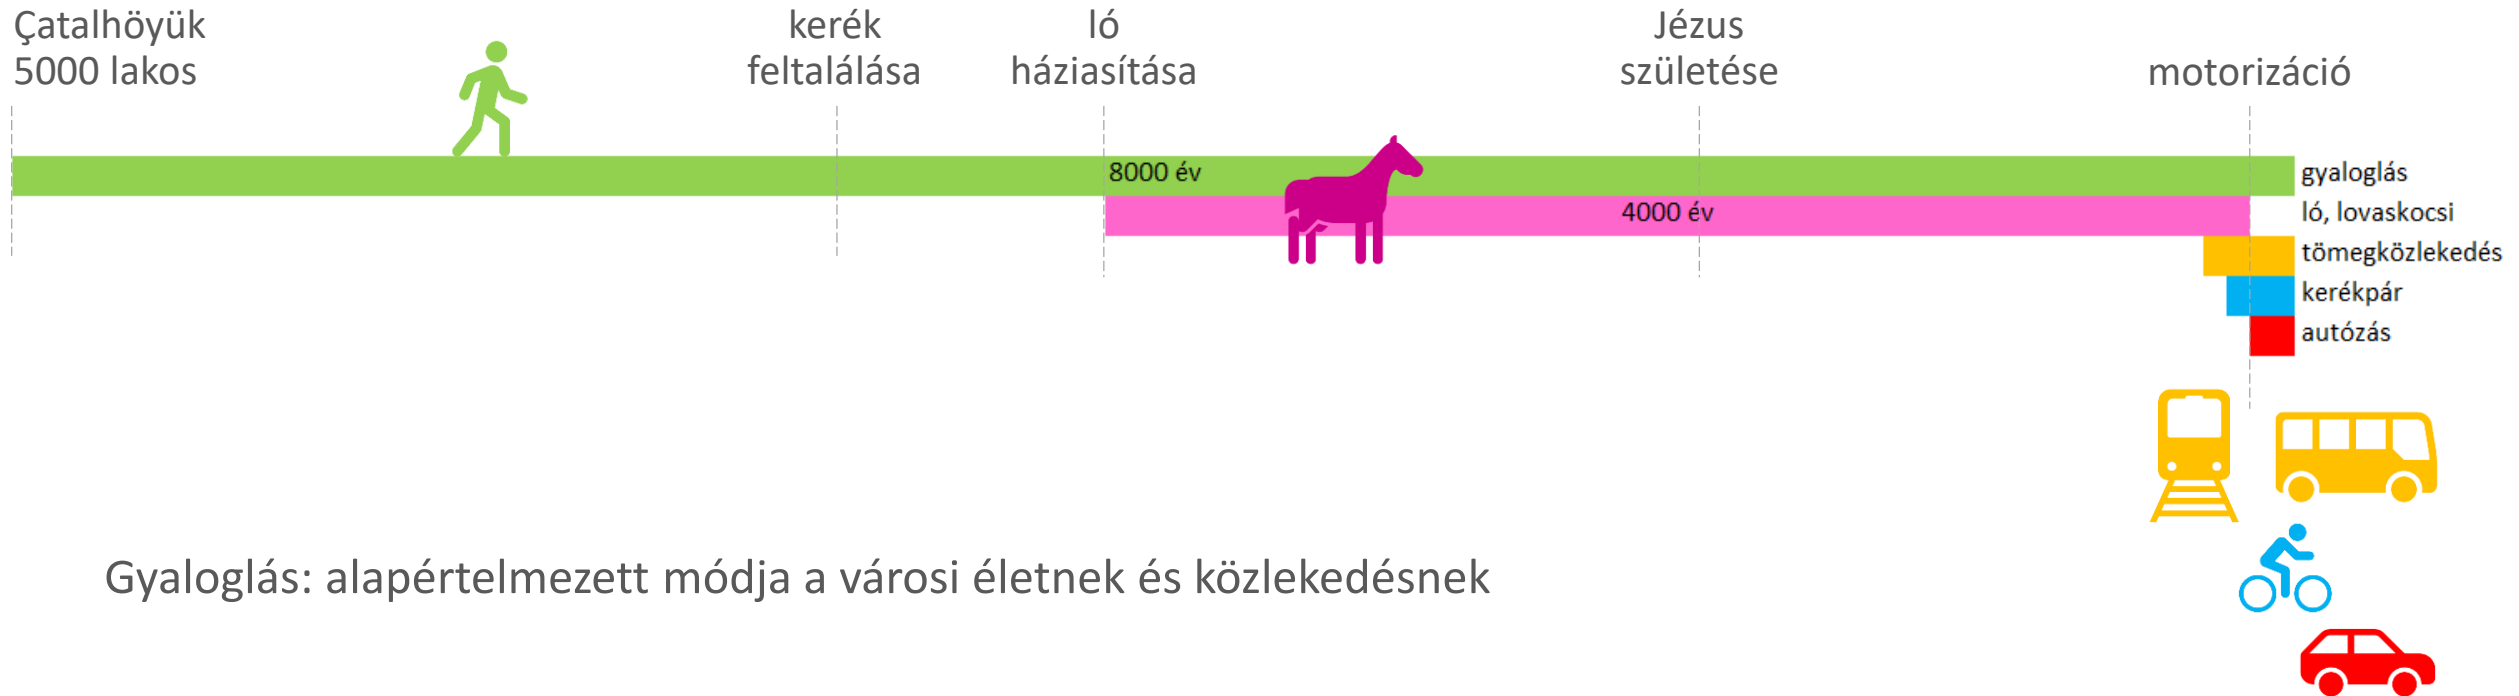 Çatalhöyük
5000 lakos
kerék
feltalálása
ló
háziasítása
Jézus
születése
motorizáció
8000 év
gyaloglás
4000 év
ló, lovaskocsi
tömegközlekedés
kerékpár
autózás
Gyaloglás: alapértelmezett módja a városi életnek és közlekedésnek